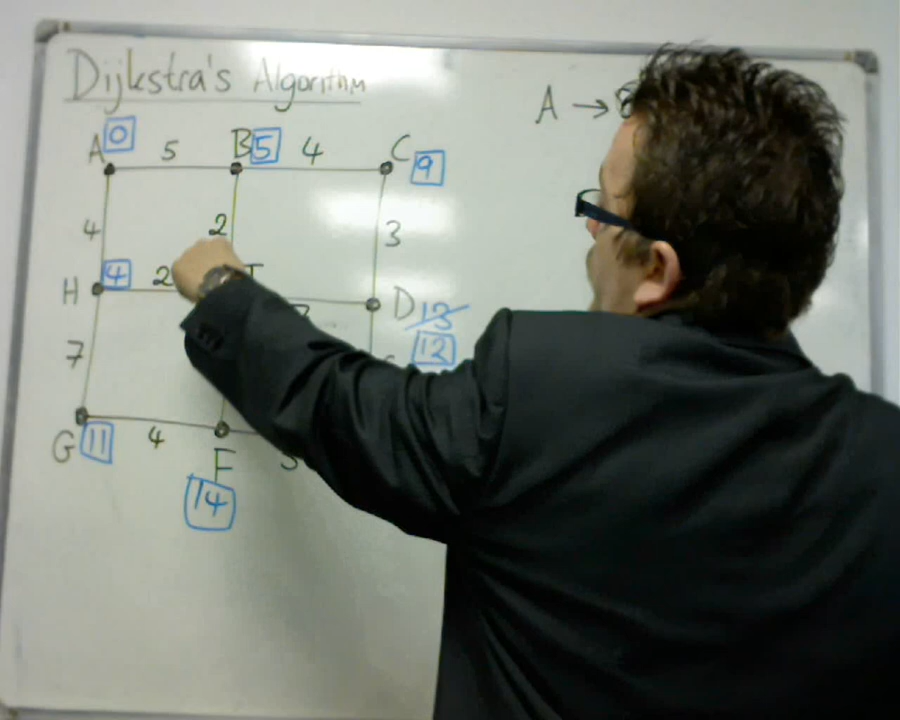 Dijkstra's Algorithm
A →
A 0 5 B 5 4 C 9
4 2 3
H 4 2 D 13 12
7
G 11 4 F 14